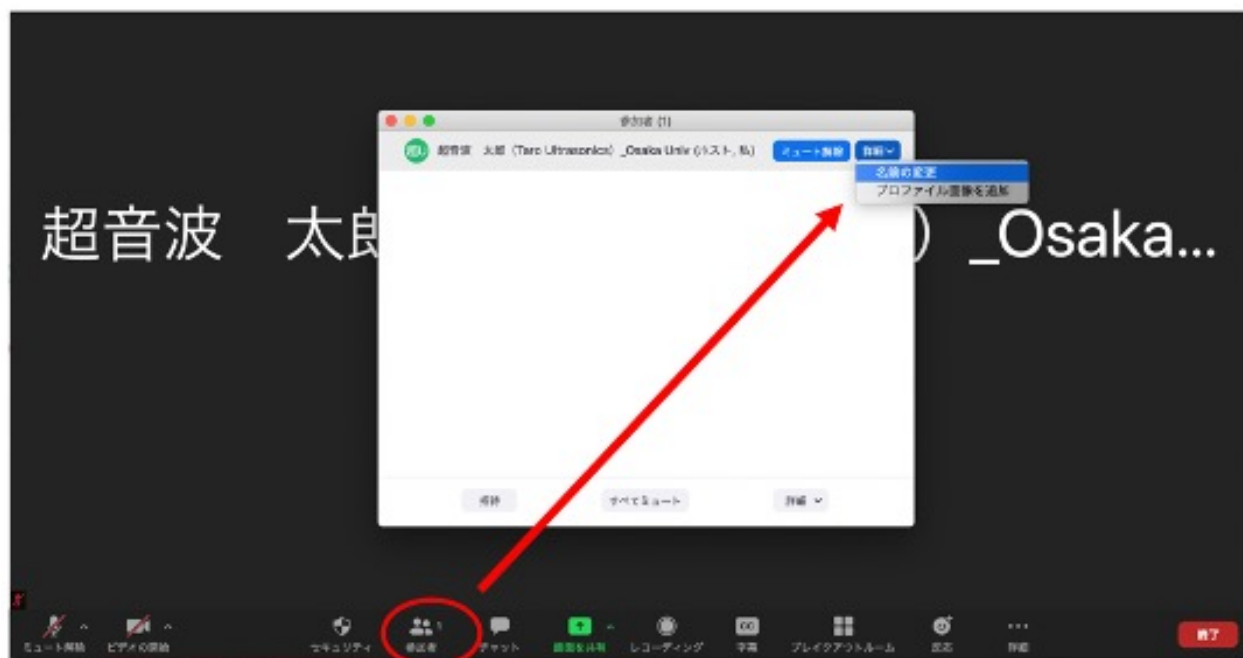 参加者 (1)
超音波　太郎（Taro Ultrasonics）_Osaka Univ (ホスト, 私)
ミュート解除
詳細
名前の変更
プロファイル画像を追加
超音波　太郎
）_Osaka...
招待
すべてミュート
詳細
ミュート解除
ビデオの開始
セキュリティ
参加者
1
チャット
画面を共有
レコーディング
CC
字幕
ブレイクアウトルーム
反応
詳細
終了